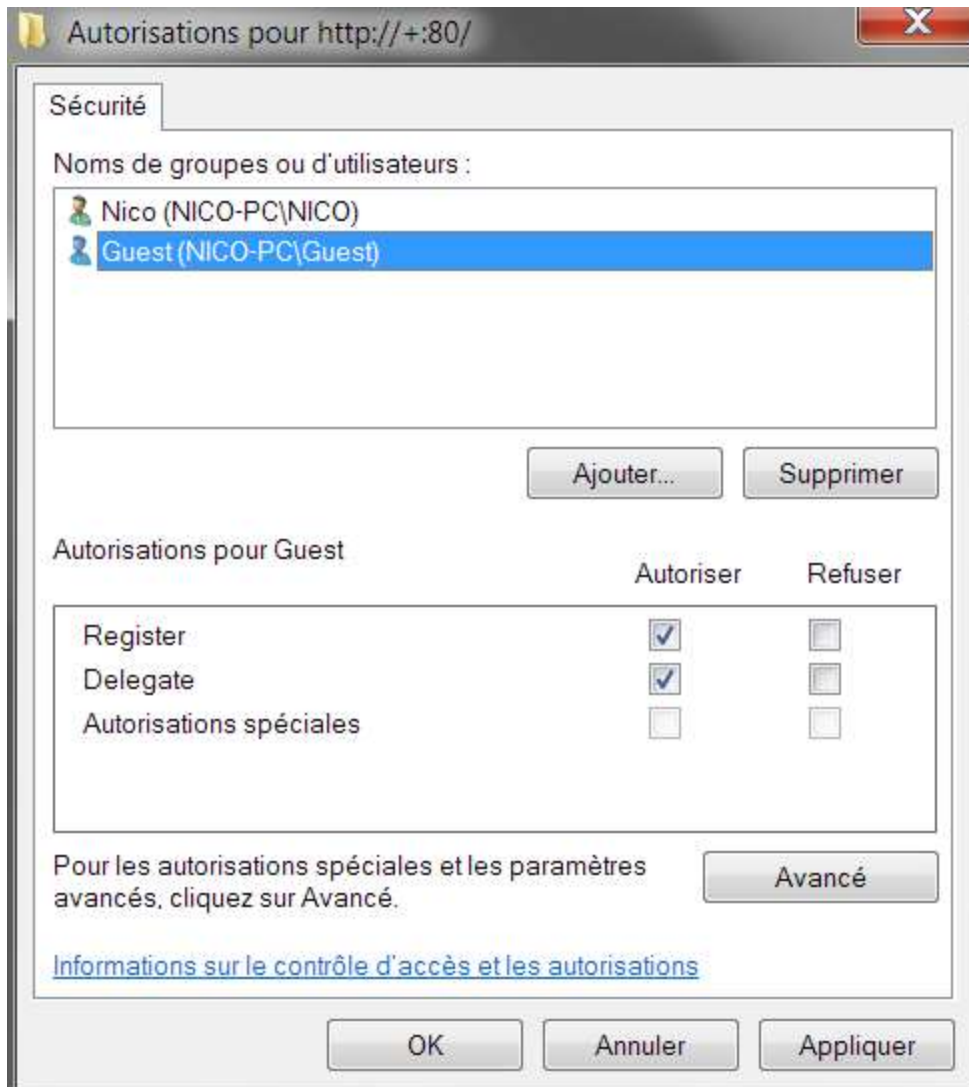 Autorisations pour http://+:80/
Sécurité
Noms de groupes ou d'utilisateurs :
Nico (NICO-PC\NICO)
Guest (NICO-PC\Guest)
Ajouter...
Supprimer
Autorisations pour Guest
Autoriser
Refuser
Register
Delegate
Autorisations spéciales
Pour les autorisations spéciales et les paramètres
avancés, cliquez sur Avancé.
Avancé
Informations sur le contrôle d'accès et les autorisations
OK
Annuler
Appliquer